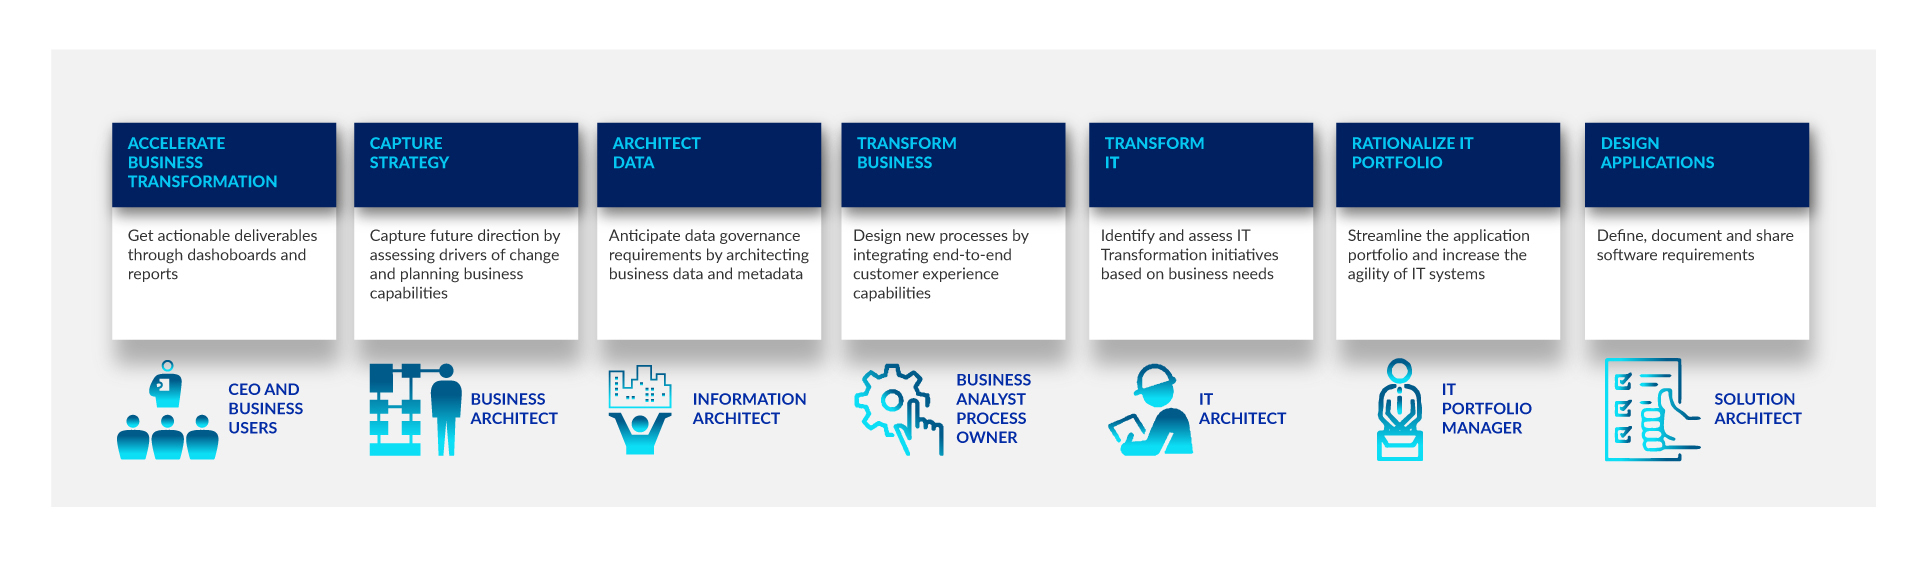 ACCELERATE
BUSINESS
TRANSFORMATION
Get actionable deliverables
through dashoboards and
reports
CEO AND
BUSINESS
USERS
CAPTURE
STRATEGY
Capture future direction by
assessing drivers of change
and planning business
capabilities
BUSINESS
ARCHITECT
ARCHITECT
DATA
Anticipate data governance
requirements by architecting
business data and metadata
INFORMATION
ARCHITECT
TRANSFORM
BUSINESS
Design new processes by
integrating end-to-end
customer experience
capabilities
BUSINESS
ANALYST
PROCESS
OWNER
TRANSFORM
IT
Identify and assess IT
Transformation initiatives
based on business needs
IT
ARCHITECT
RATIONALIZE IT
PORTFOLIO
Streamline the application
portfolio and increase the
agility of IT systems
IT
PORTFOLIO
MANAGER
DESIGN
APPLICATIONS
Define, document and share
software requirements
SOLUTION
ARCHITECT